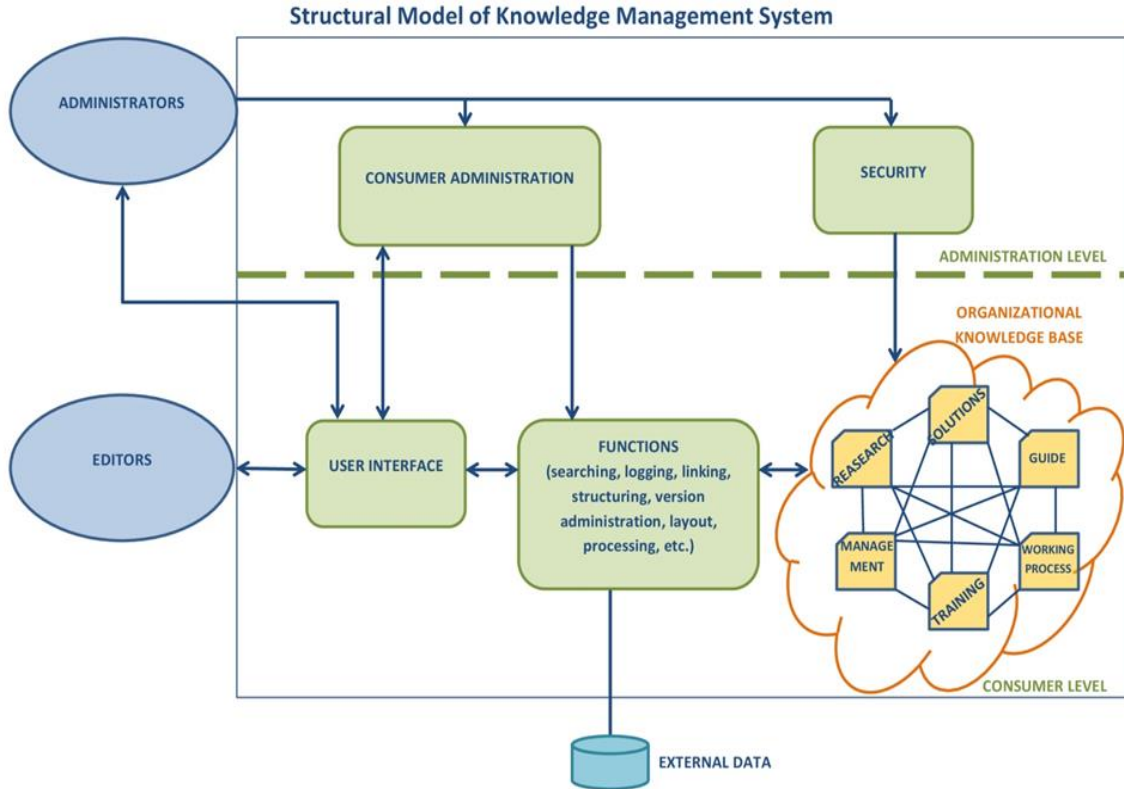 Structural Model of Knowledge Management System
ADMINISTRATORS
CONSUMER ADMINISTRATION
SECURITY
ADMINISTRATION LEVEL
ORGANIZATIONAL
KNOWLEDGE BASE
EDITORS
USER INTERFACE
FUNCTIONS
(searching, logging, linking,
structuring, version
administration, layout,
processing, etc.)
SOLUTIONS
REASEARCH
GUIDE
MANAGE
MENT
WORKING
PROCESS
TRAINING
CONSUMER LEVEL
EXTERNAL DATA